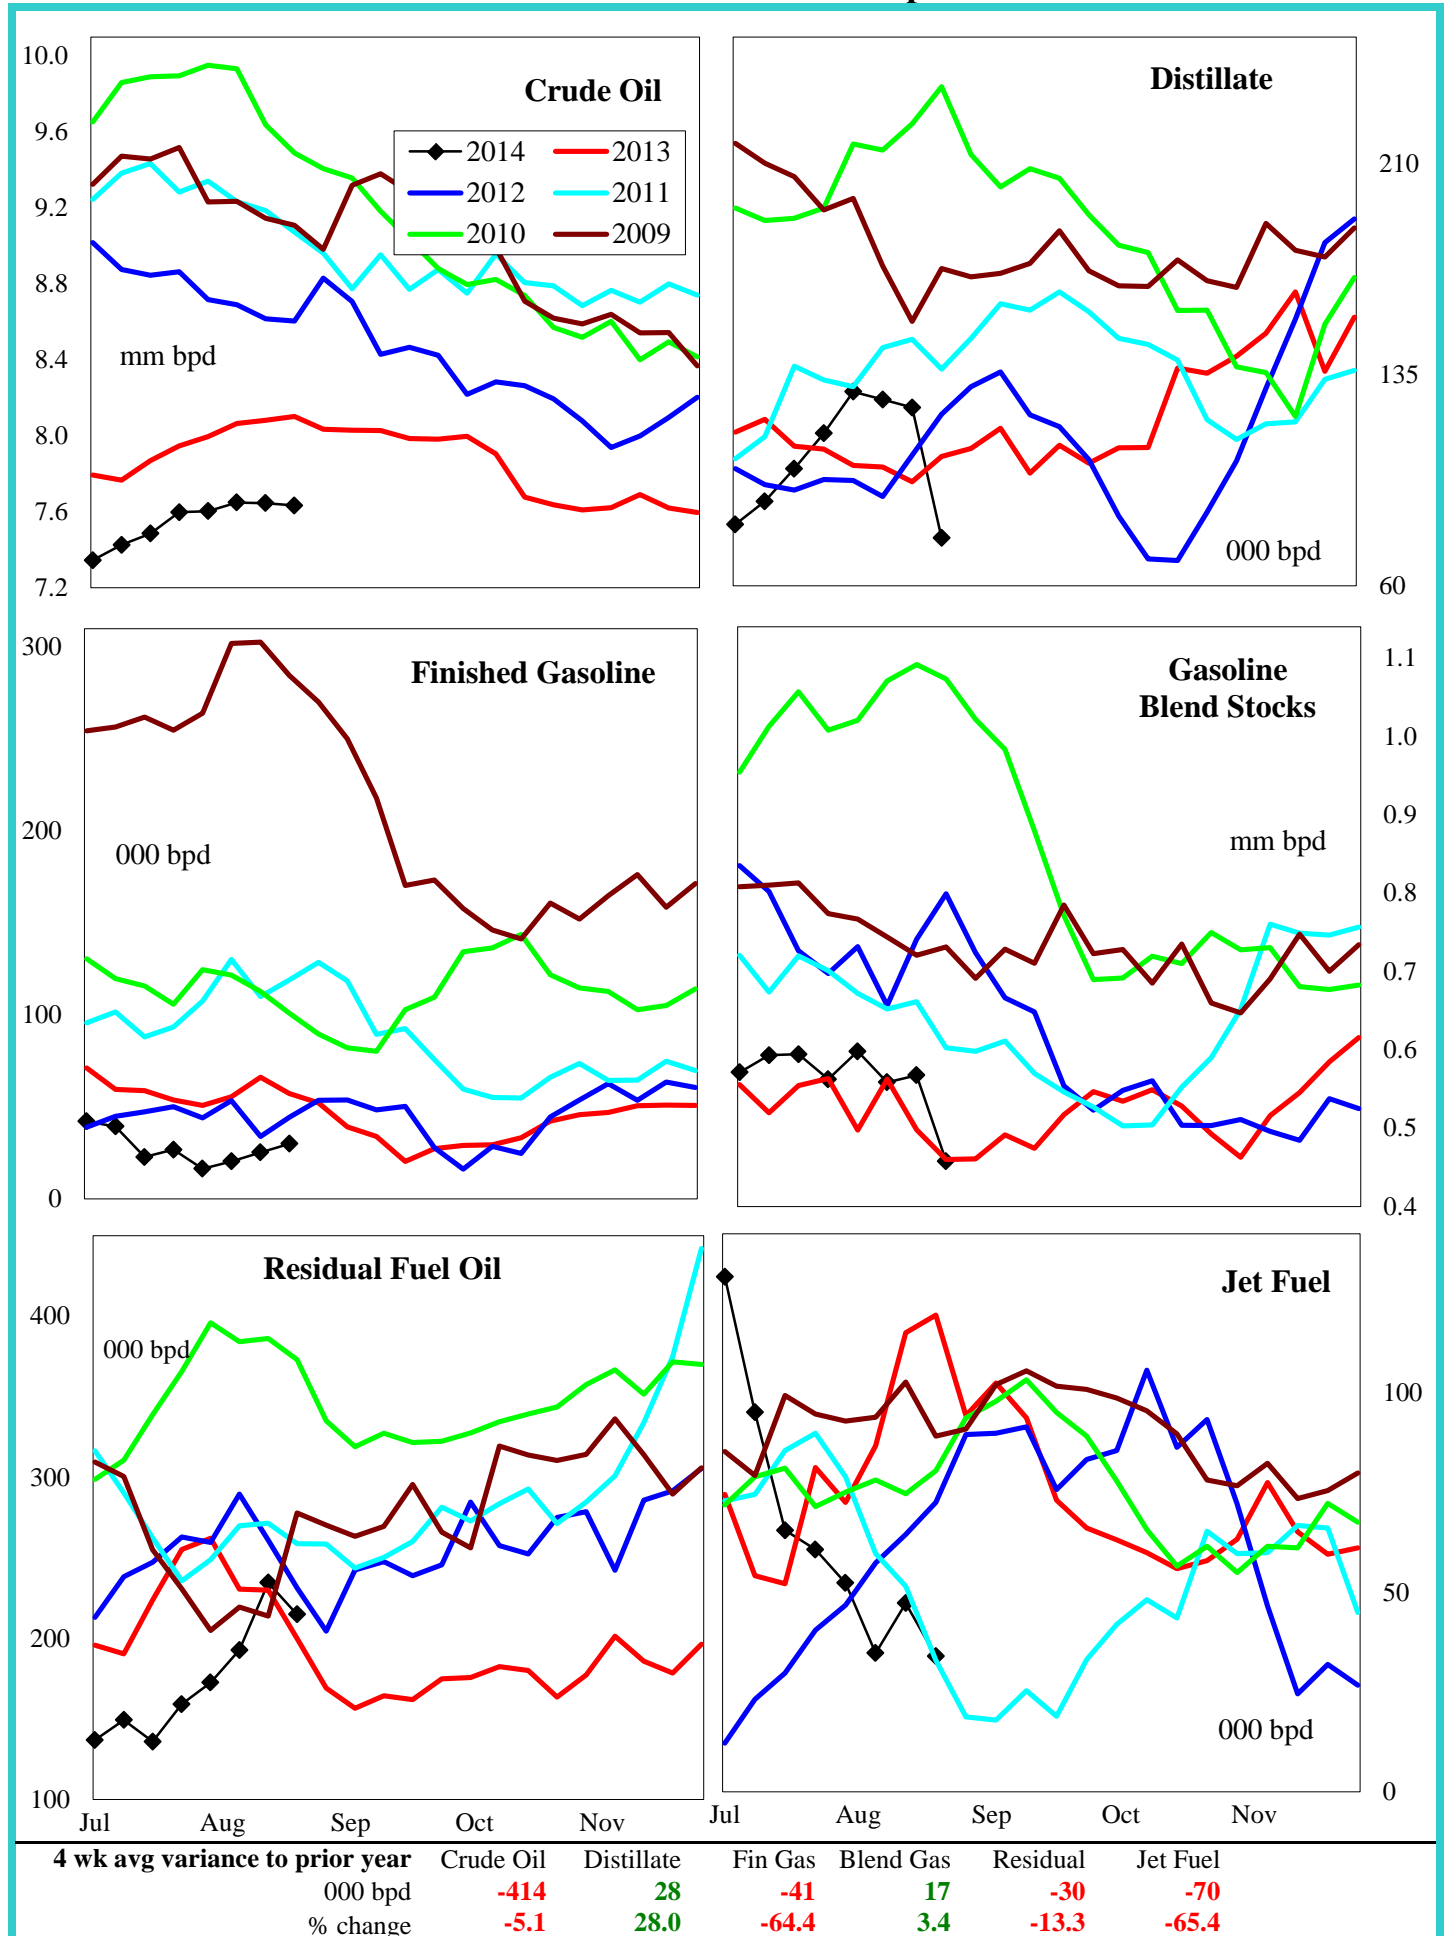 10.0
9.6
9.2
8.8
8.4
8.0
7.6
7.2
Crude Oil
2014 2013
2012 2011
2010 2009
mm bpd
Distillate
210
135
60
000 bpd
300
200
100
0
Finished Gasoline
000 bpd
Gasoline
Blend Stocks
mm bpd
1.1
1.0
0.9
0.8
0.7
0.6
0.5
0.4
Residual Fuel Oil
000 bpd
400
300
200
100
Jul Aug Sep Oct Nov
Jet Fuel
100
50
0
000 bpd
Jul Aug Sep Oct Nov
4 wk avg variance to prior year Crude Oil Distillate Fin Gas Blend Gas Residual Jet Fuel
000 bpd -414 28 -41 17 -30 -70
% change -5.1 28.0 -64.4 3.4 -13.3 -65.4